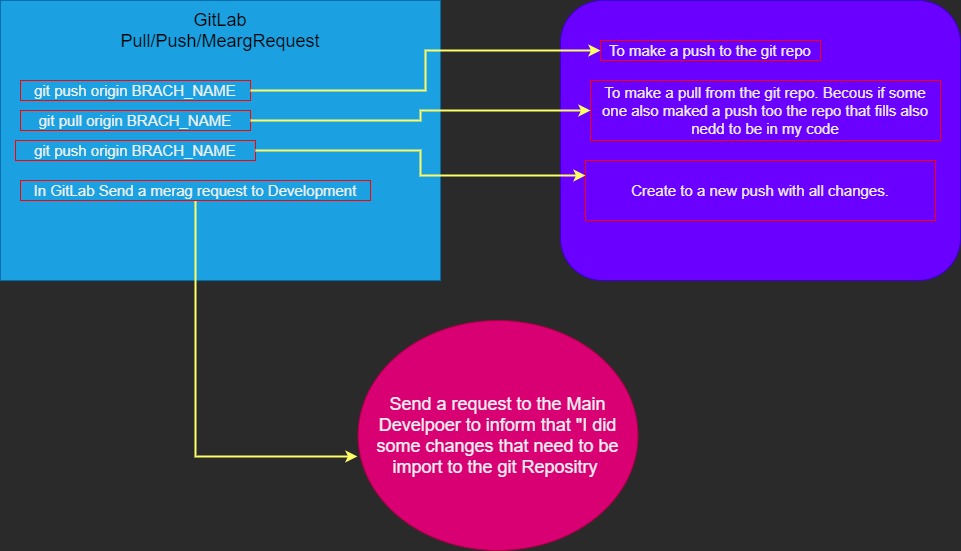 GitLab
Pull/Push/MeargRequest
git push origin BRACH_NAME
git pull origin BRACH_NAME
git push origin BRACH_NAME
In GitLab Send a merag request to Development
To make a push to the git repo
To make a pull from the git repo. Becous if some
one also maked a push too the repo that fills also
nedd to be in my code
Create to a new push with all changes.
Send a request to the Main
Develpoer to inform that "I did
some changes that need to be
import to the git Repositry